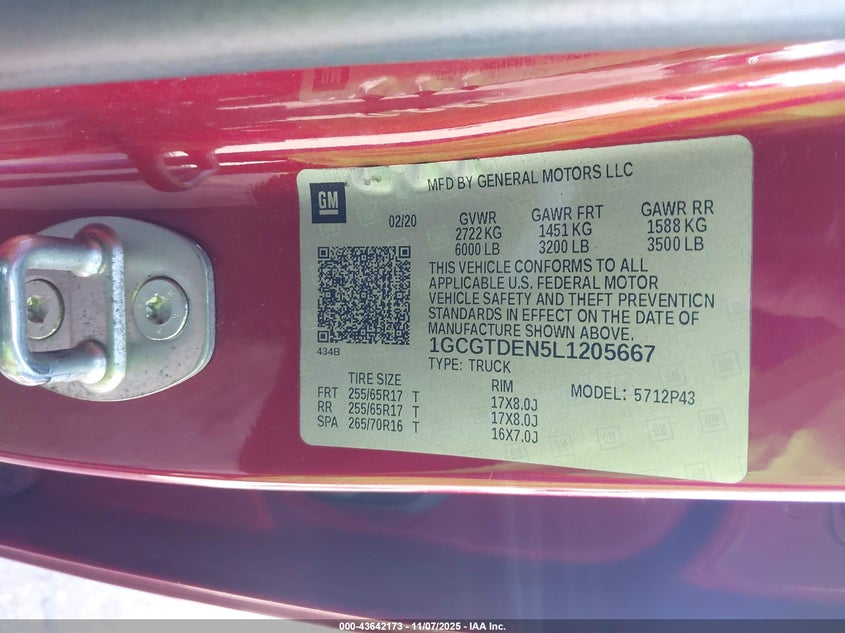 GM
MFD BY GENERAL MOTORS LLC
02/20 GVWR GAWR FRT GAWR RR
2722 KG 1451 KG 1588 KG
6000 LB 3200 LB 3500 LB
THIS VEHICLE CONFORMS TO ALL
APPLICABLE U.S. FEDERAL MOTOR
VEHICLE SAFETY AND THEFT PREVENTION
STANDARDS IN EFFECT ON THE DATE OF
MANUFACTURE SHOWN ABOVE.
434B
1GCGTDEN5L1205667
TYPE: TRUCK
TIRE SIZE RIM MODEL: 5712P43
FRT 255/65R17 T 17X8.0J
RR 255/65R17 T 17X8.0J
SPA 265/70R16 T 16X7.0J
000-43642173 - 11/07/2025 - IAA Inc.